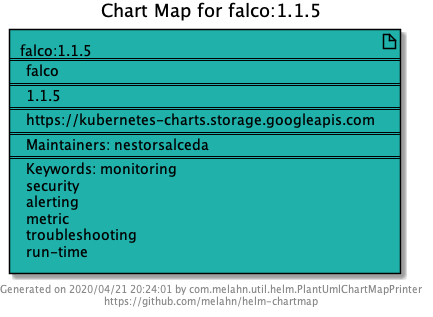 Chart Map for falco:1.1.5
falco:1.1.5
falco
1.1.5
https://kubernetes-charts.storage.googleapis.com
Maintainers: nestorsalceda
Keywords: monitoring
security
alerting
metric
troubleshooting
run-time
Generated on 2020/04/21 20:24:01 by com.melahn.util.helm.PlantUmlChartMapPrinter
https://github.com/melahn/helm-chartmap